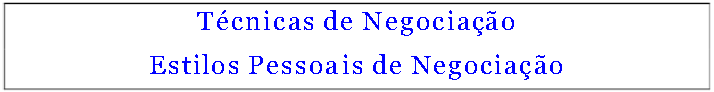 Técnicas de Negociação
Estilos Pessoais de Negociação